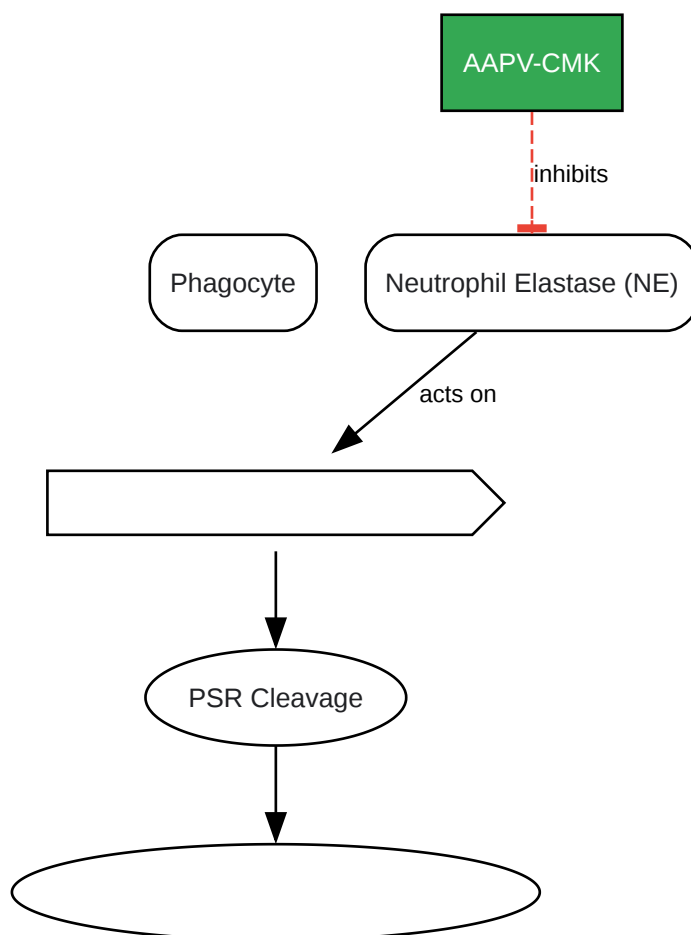 AAPV-CMK
inhibits
Phagocyte
Neutrophil Elastase (NE)
acts on
PSR Cleavage